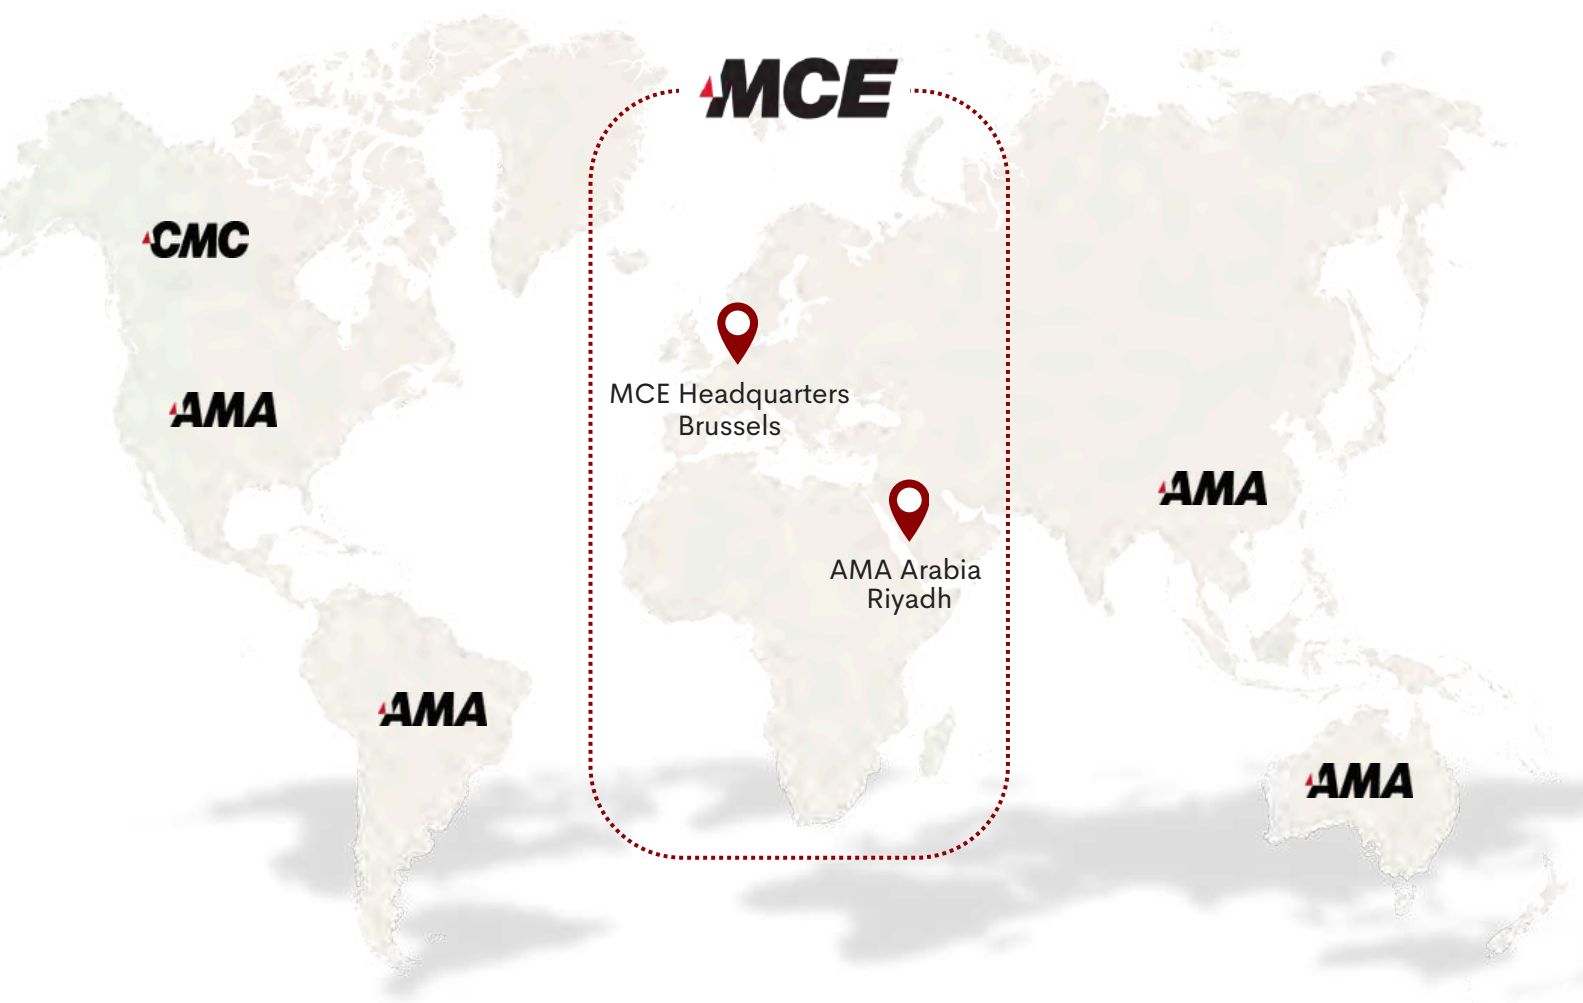 MCE
CMC
MCE Headquarters
Brussels
AMA
AMA
AMA Arabia
Riyadh
AMA
AMA